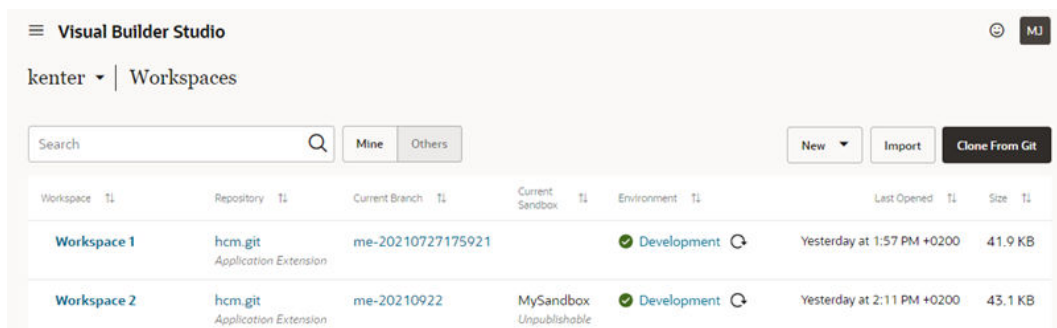 Visual Builder Studio
MJ
kenter | Workspaces
Search Mine Others New Import Clone From Git
Workspace Repository Current Branch Current Sandbox Environment Last Opened Size
Workspace 1 hcm.git me-20210727175921 Development Yesterday at 1:57 PM +0200 41.9 KB
Application Extension
Workspace 2 hcm.git me-20210922 MySandbox Development Yesterday at 2:11 PM +0200 43.1 KB
Application Extension Unpublishable